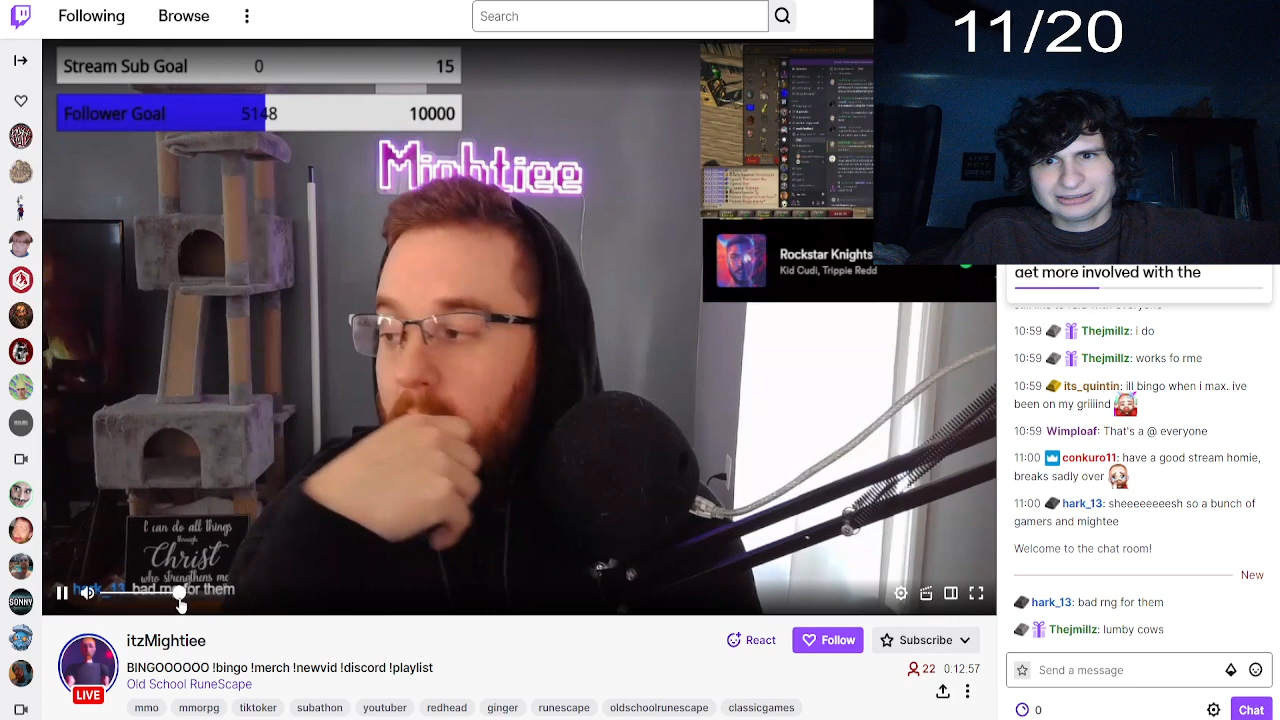 Following
Browse
Search
11/20
Stream Sub Goal 0 15
Follower Goal 5148 10000
Mightiee
Rockstar Knights
Kid Cudi, Trippie Redd
get more involved with the
10:59 Thejmillz: i do
10:59 Thejmillz: works fo rme
10:59 its_quintin: ill bingo when i max. ive
been on my griliind
10:59 Wimploaf: That's a @ everyone
11:00 conkuro11: have a good stream homie,
breaks sadly over
11:00 hark_13: sheeeeeeeesh so a bunch of
gamers and mightee
Welcome to the chat room!
New
hark_13: bad rng for them
Thejmillz: lumby cows
I can do all things
through
Christ
who strengthens me
hark_13 bad rng for them
Send a message
0
Chat
itzMightiee
BINGOOOOOO !bingo !merch !newvid !discord !playlist
Old School RuneScape
LIVE
React
Follow
Subscribe
22 0:12:57
mmo mmorpg tiktoker subathon youtuber redhead ginger runescape oldschoolrunescape classicgames